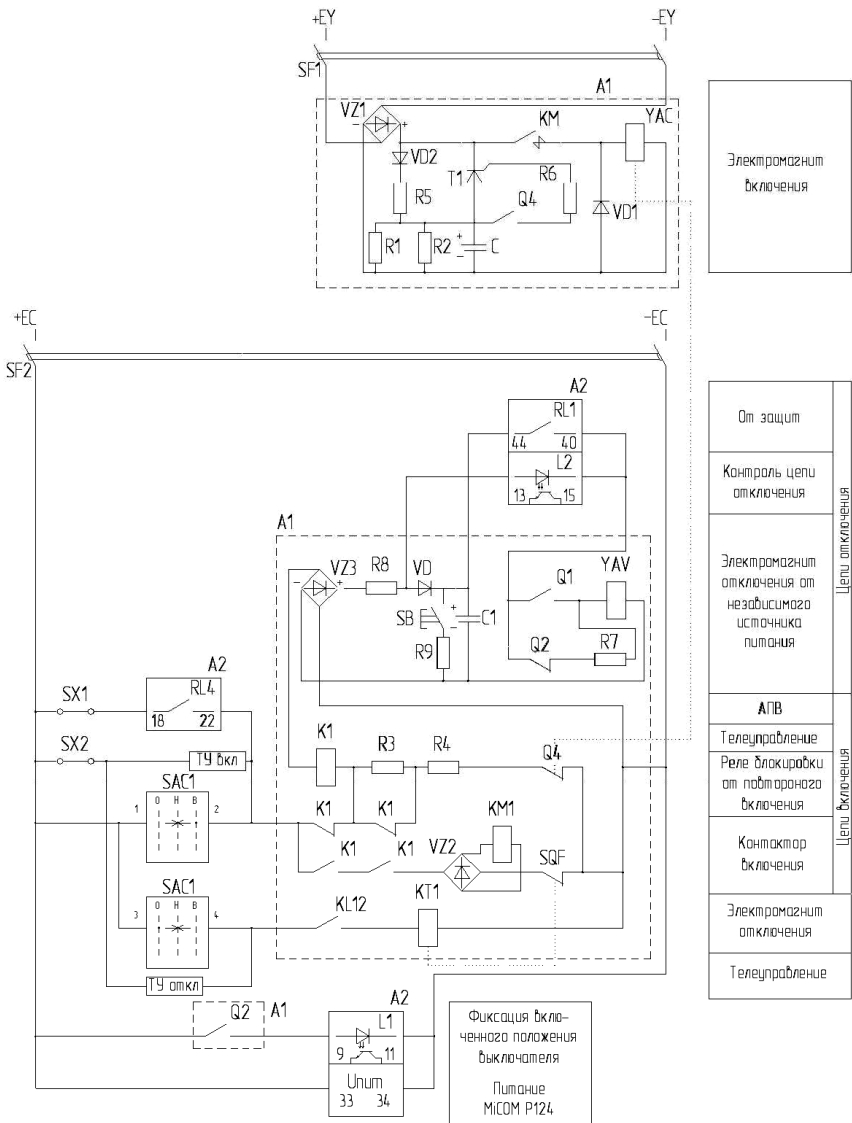 +EY
-EY
SF1
A1
VZ1
- +
KM
YAC
VD2
T1
R6
R5
Q4
VD1
R1
R2
+
-
C
Электромагнит
включения
+EC
-EC
SF2
A2
RL1
44 40
L2
13 15
A1
VZ3
- +
R8
VD
SB
+
-
C1
R9
Q1
YAV
Q2
R7
От защит
Контроль цепи
отключения
Электромагнит
отключения от
независимого
источника
питания
Цепи отключения
A2
SX1
RL4
18 22
SX2
ТУ вкл
K1
R3
R4
Q4
SAC1
О Н В
1 2
K1
K1
KM1
K1
K1
VZ2
SQF
SAC1
О Н В
3 4
KL12
KT1
ТУ откл
АПВ
Телеуправление
Реле блокировки
от повтороного
включения
Контактор
включения
Цепи включения
Электромагнит
отключения
Телеуправление
Q2
A1
A2
L1
9 11
Uпит
33 34
Фиксация вклю-
ченного положения
выключателя
Питание
MiCOM P124